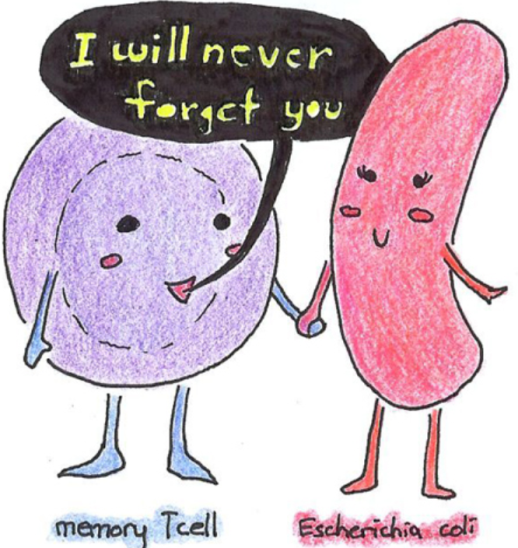 I will never
forget you
memory Tcell
Escherichia coli